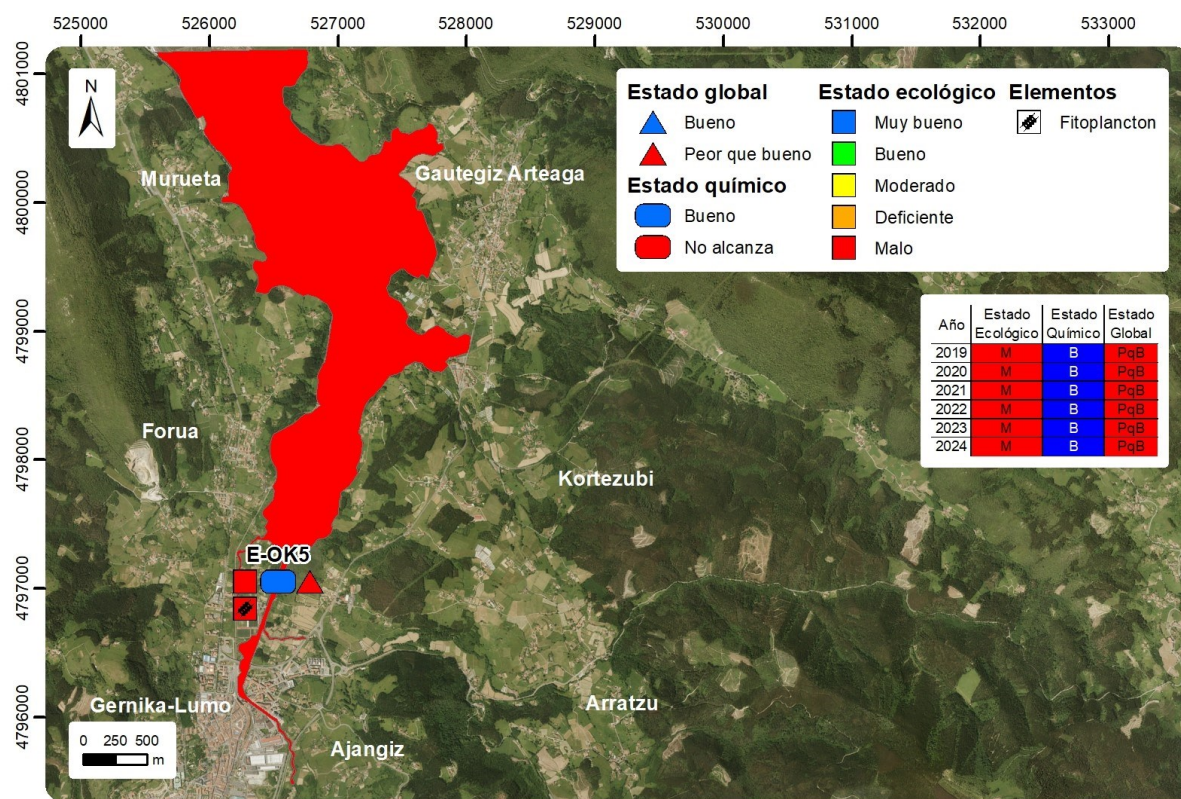 525000 526000 527000 528000 529000 530000 531000 532000 533000
4801000
4800000
4799000
4798000
4797000
4796000
N
Estado global
Bueno
Peor que bueno
Estado químico
Bueno
No alcanza
Estado ecológico
Muy bueno
Bueno
Moderado
Deficiente
Malo
Elementos
Fitoplancton
Año Estado Ecológico Estado Químico Estado Global
2019 M B PqB
2020 M B PqB
2021 M B PqB
2022 M B PqB
2023 M B PqB
2024 M B PqB
Murueta
Gautegiz Arteaga
Forua
Kortezubi
E-OK5
Gernika-Lumo
Arratzu
Ajangiz
0 250 500
m